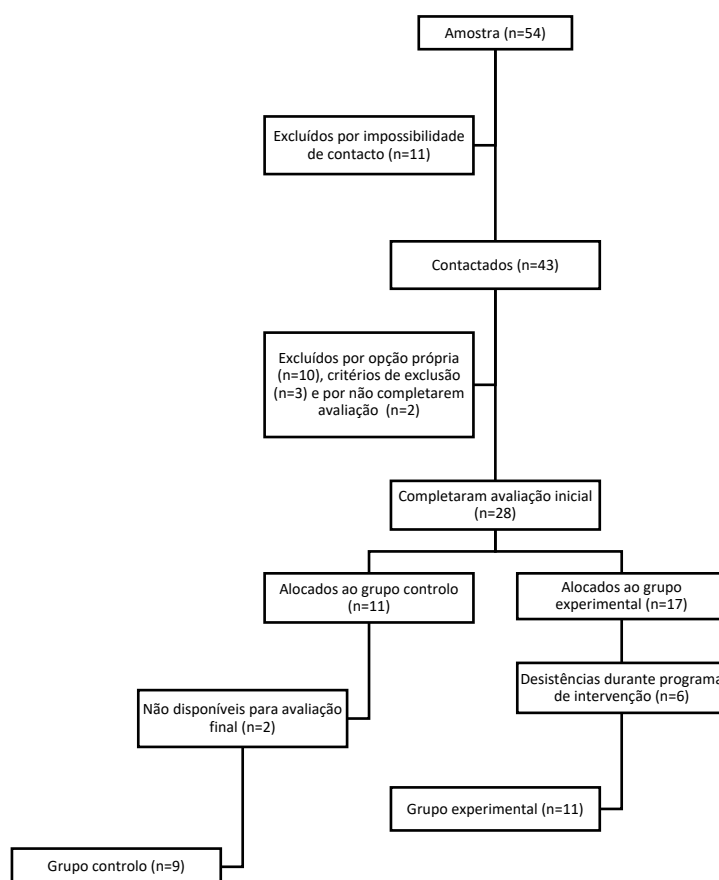 Amostra (n=54)
Excluídos por impossibilidade
de contacto (n=11)
Contactados (n=43)
Excluídos por opção própria
(n=10), critérios de exclusão
(n=3) e por não completarem
avaliação (n=2)
Completaram avaliação inicial
(n=28)
Alocados ao grupo controlo
(n=11)
Alocados ao grupo
experimental (n=17)
Não disponíveis para avaliação
final (n=2)
Desistências durante programa
de intervenção (n=6)
Grupo experimental (n=11)
Grupo controlo (n=9)